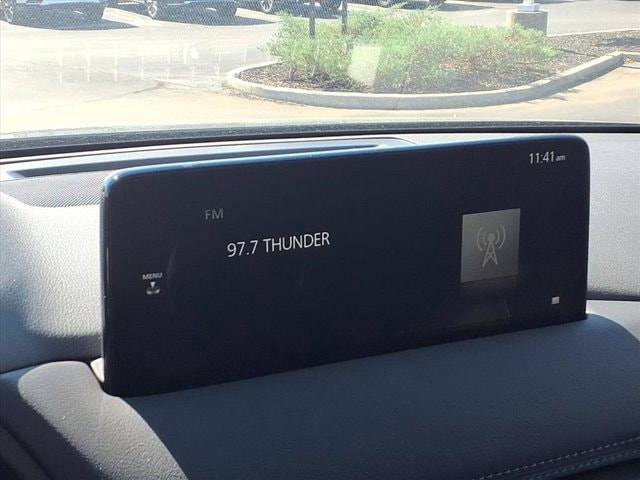 11:41 am
FM
97.7 THUNDER
MENU